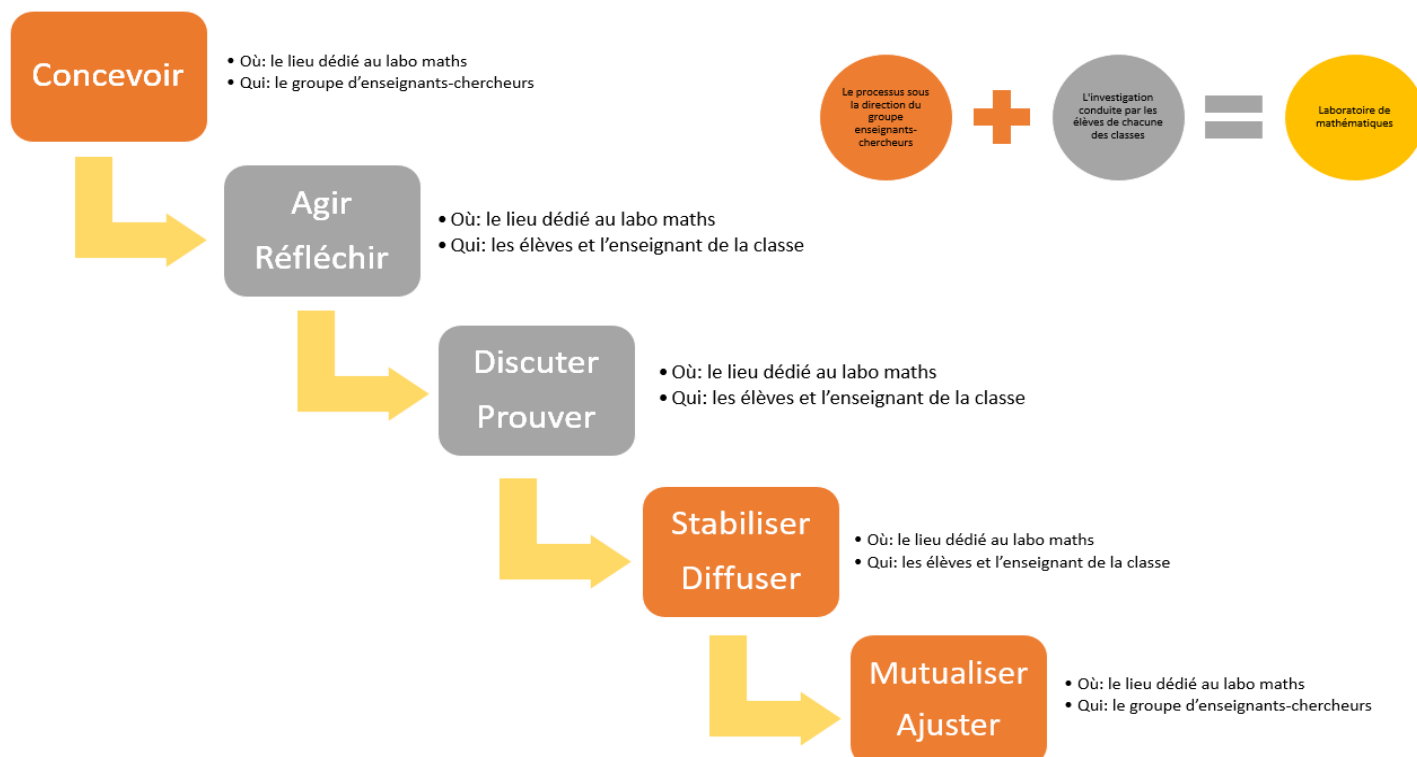 Concevoir
• Où: le lieu dédié au labo maths
• Qui: le groupe d'enseignants-chercheurs
Le processus sous
la direction du
groupe
enseignants-
chercheurs
L'investigation
conduite par les
élèves de chacune
des classes
Laboratoire de
mathématiques
Agir
Réfléchir
• Où: le lieu dédié au labo maths
• Qui: les élèves et l'enseignant de la classe
Discuter
Prouver
• Où: le lieu dédié au labo maths
• Qui: les élèves et l'enseignant de la classe
Stabiliser
Diffuser
• Où: le lieu dédié au labo maths
• Qui: les élèves et l'enseignant de la classe
Mutualiser
Ajuster
• Où: le lieu dédié au labo maths
• Qui: le groupe d'enseignants-chercheurs